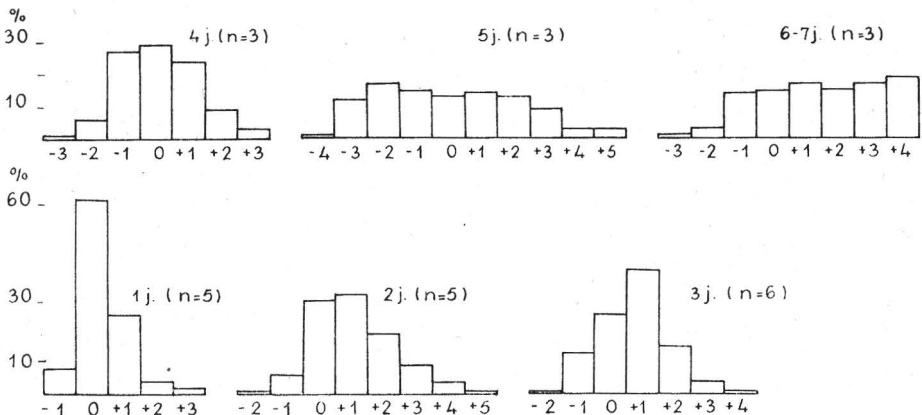 %
30
10
4 j. (n=3)
-3 -2 -1 0 +1 +2 +3
5 j. (n=3)
-4 -3 -2 -1 0 +1 +2 +3 +4 +5
6-7 j. (n=3)
-3 -2 -1 0 +1 +2 +3 +4
%
60
30
10
1 j. (n=5)
-1 0 +1 +2 +3
2 j. (n=5)
-2 -1 0 +1 +2 +3 +4 +5
3 j. (n=6)
-2 -1 0 +1 +2 +3 +4